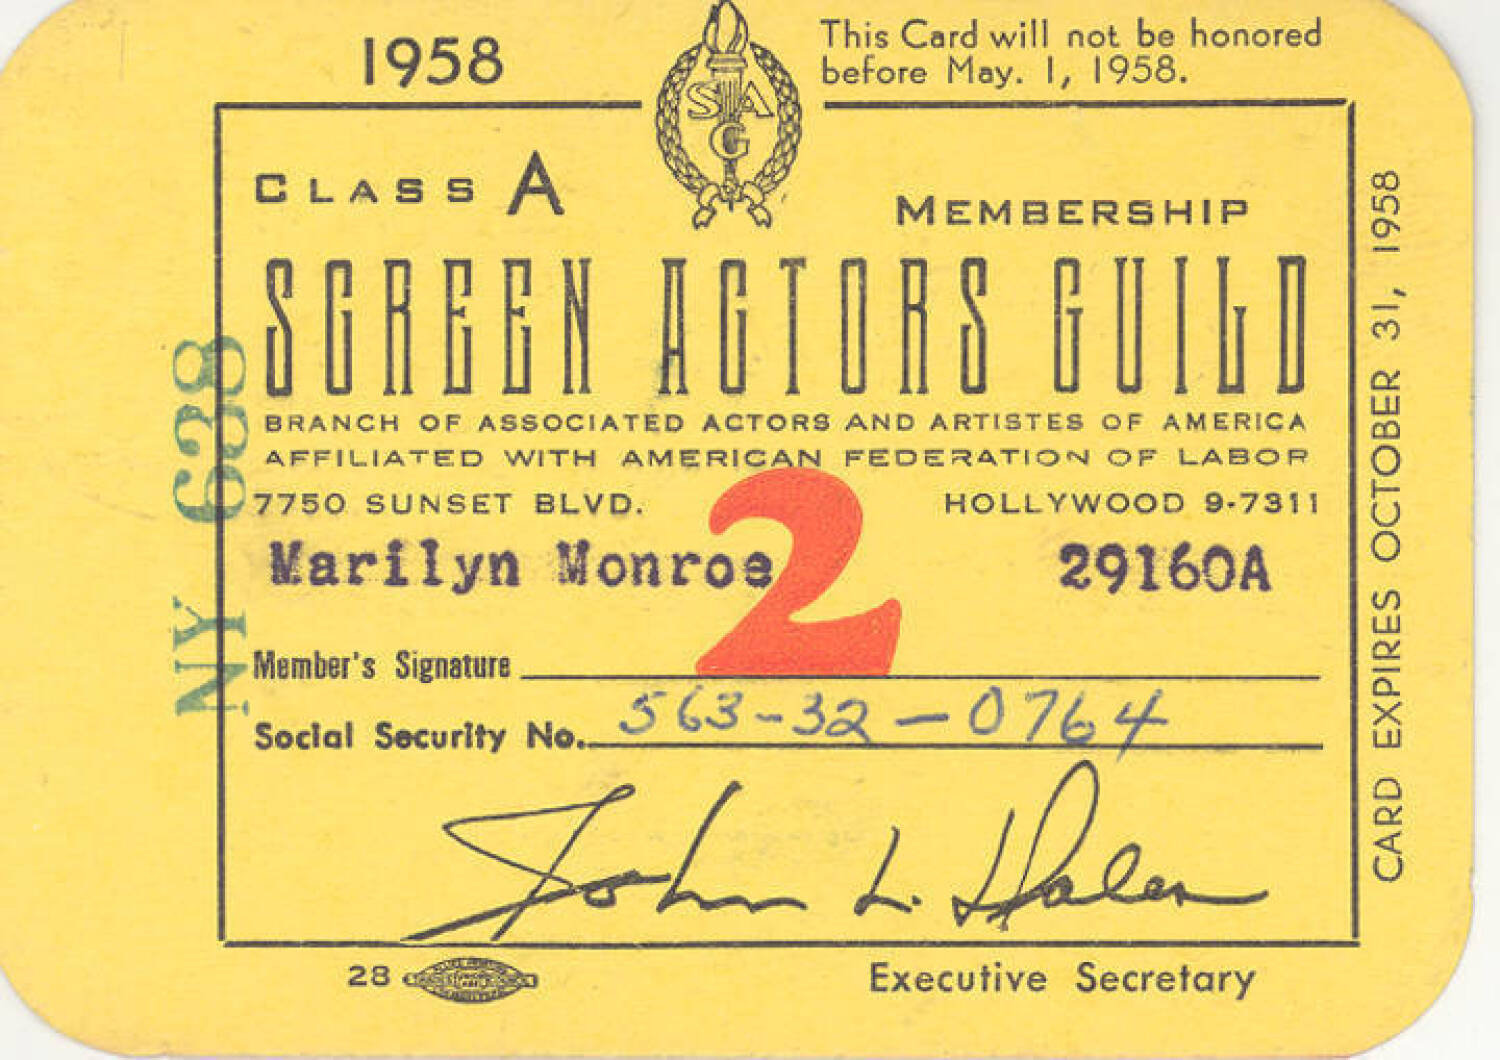 1958
This Card will not be honored
before May. 1, 1958.
SAG
CLASS A
MEMBERSHIP
SCREEN ACTORS GUILD
BRANCH OF ASSOCIATED ACTORS AND ARTISTES OF AMERICA
AFFILIATED WITH AMERICAN FEDERATION OF LABOR
7750 SUNSET BLVD.
HOLLYWOOD 9-7311
2
Marilyn Monroe
29160A
Member's Signature
Social Security No. 563-32-0764
John L. Dales
28
Executive Secretary
NY 638
CARD EXPIRES OCTOBER 31, 1958